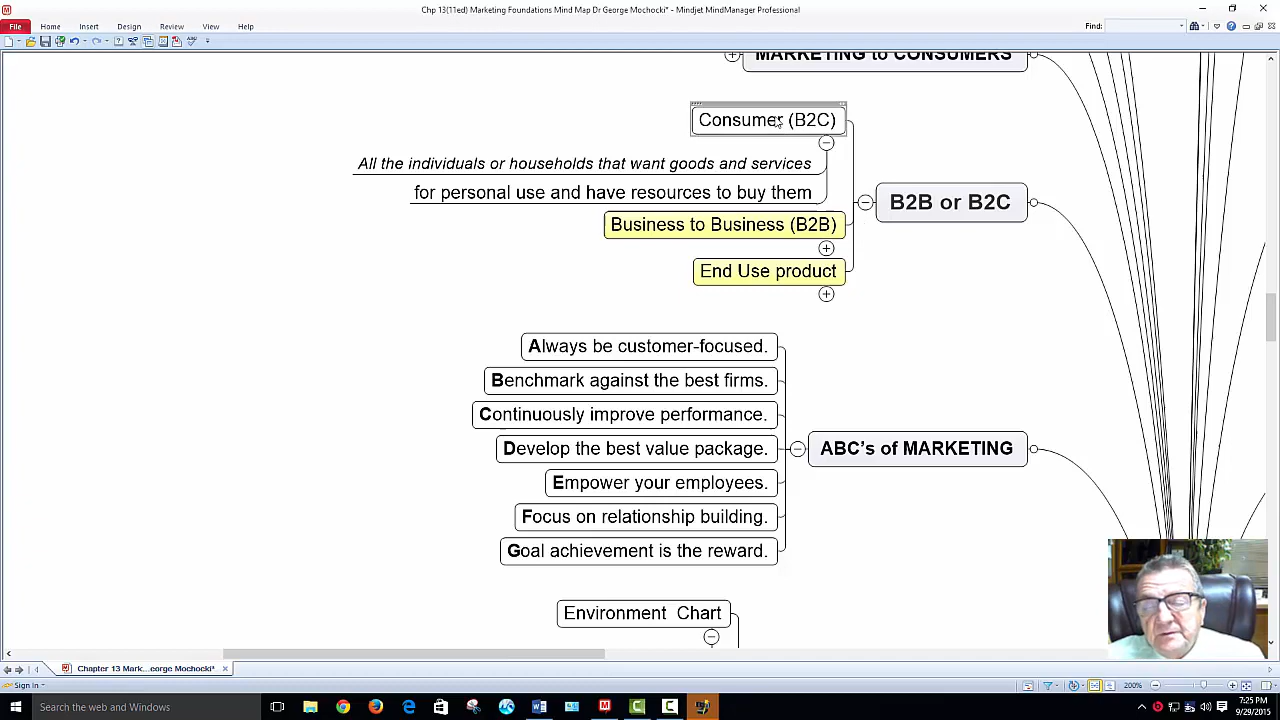 Chp 13(11ed) Marketing Foundations Mind Map Dr George Mochocki* - Mindjet MindManager Professional
File Home Insert Design Review View Help
Find:
MARKETING to CONSUMERS
Consumer (B2C)
All the individuals or households that want goods and services
for personal use and have resources to buy them
B2B or B2C
Business to Business (B2B)
End Use product
Always be customer-focused.
Benchmark against the best firms.
Continuously improve performance.
Develop the best value package.
ABC's of MARKETING
Empower your employees.
Focus on relationship building.
Goal achievement is the reward.
Environment Chart
Chapter 13 Mark...eorge Mochocki*
Sign In
200%
Search the web and Windows
7:25 PM
9/29/2015